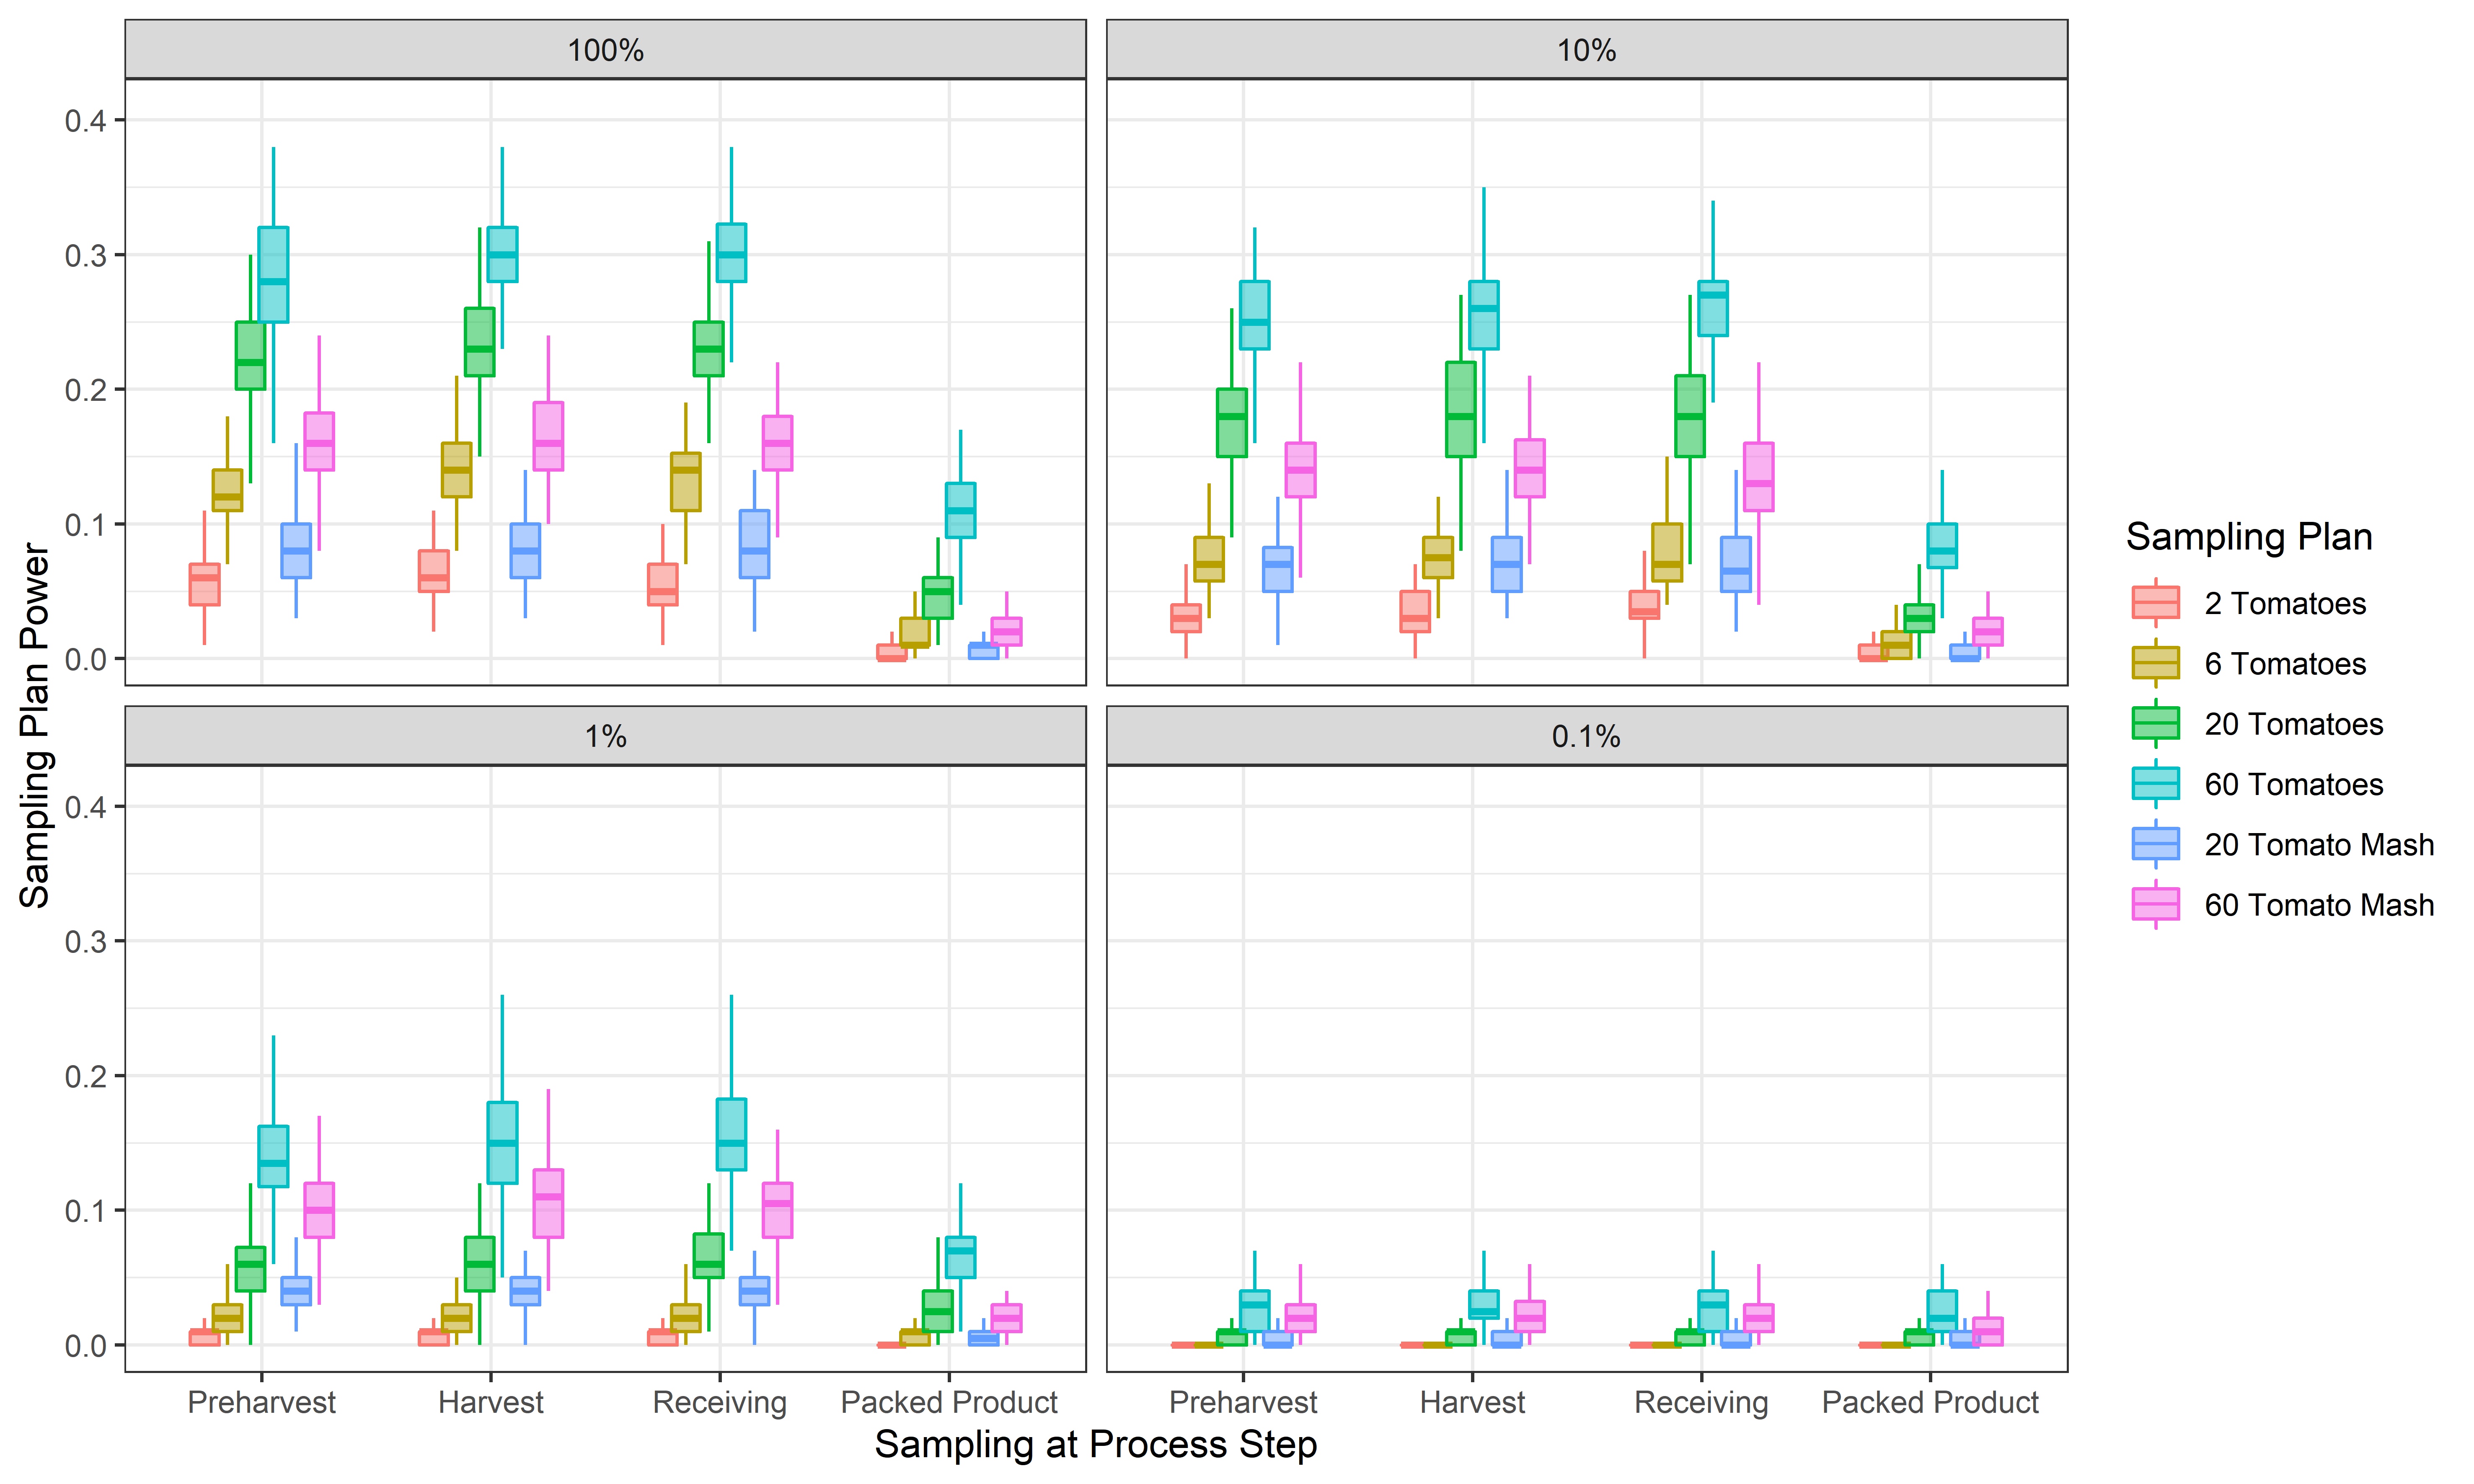 100%
10%
0.4
0.3
0.2
0.1
0.0
1%
0.1%
0.4
0.3
0.2
0.1
0.0
Sampling Plan Power
Preharvest
Harvest
Receiving
Packed Product
Preharvest
Harvest
Receiving
Packed Product
Sampling at Process Step
Sampling Plan
2 Tomatoes
6 Tomatoes
20 Tomatoes
60 Tomatoes
20 Tomato Mash
60 Tomato Mash